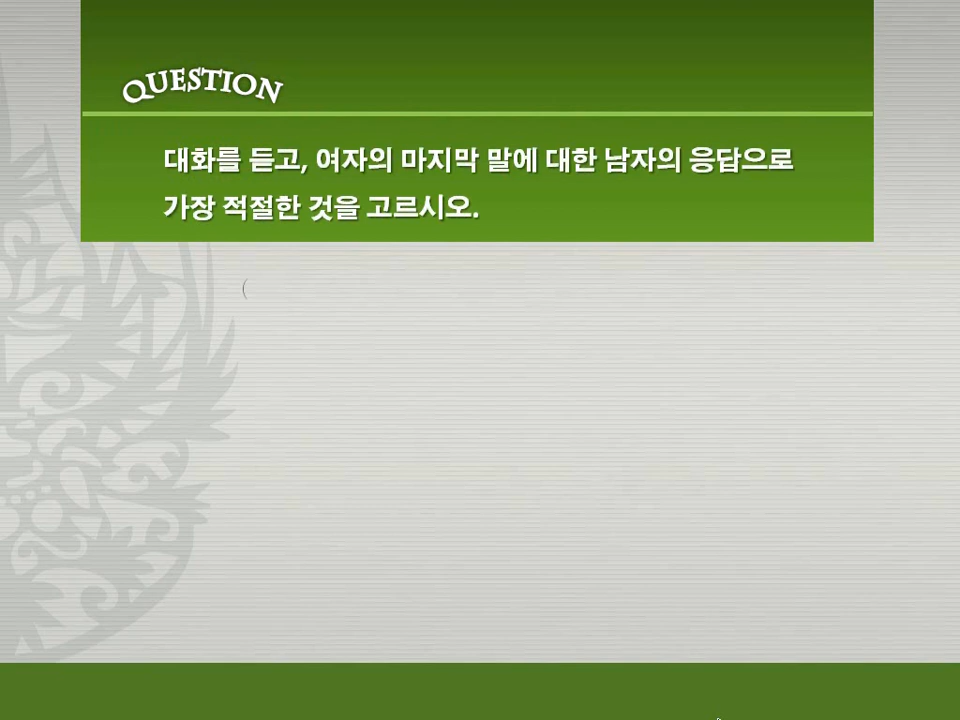 QUESTION
대화를 듣고, 여자의 마지막 말에 대한 남자의 응답으로
가장 적절한 것을 고르시오.
(